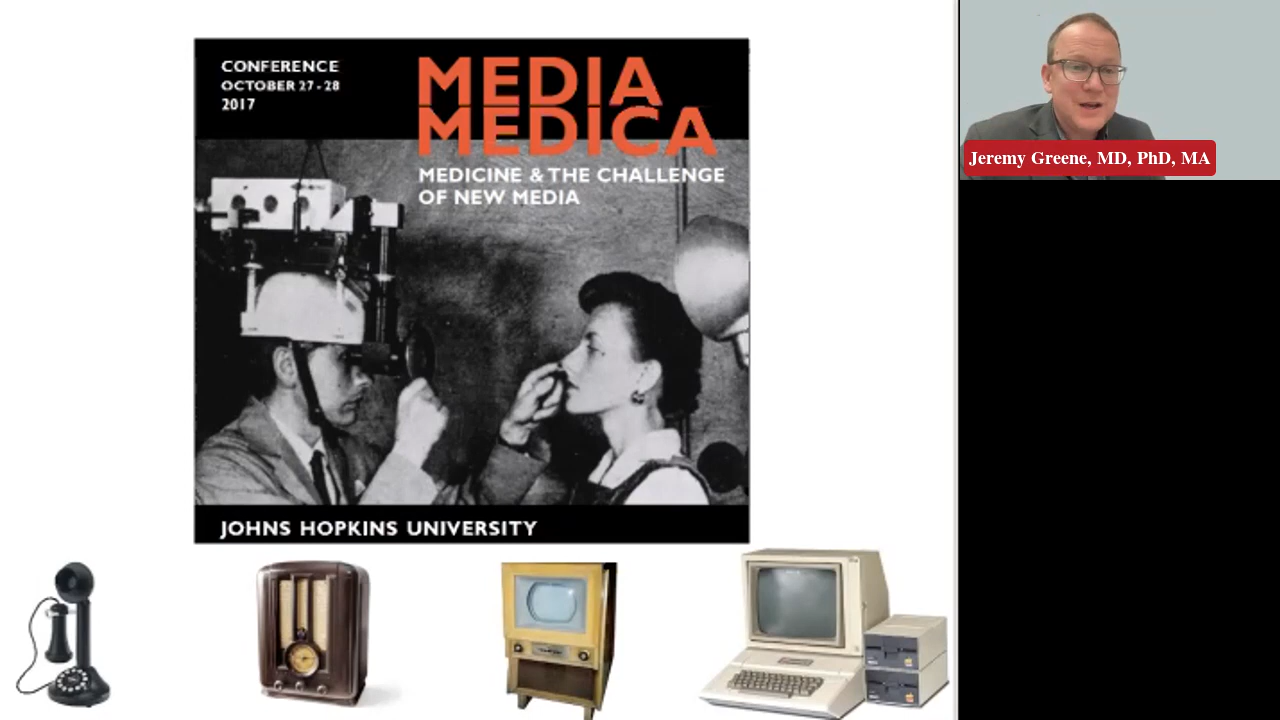 CONFERENCE
OCTOBER 27 - 28
2017
MEDIA
MEDICA
MEDICINE & THE CHALLENGE
OF NEW MEDIA
JOHNS HOPKINS UNIVERSITY
Jeremy Greene, MD, PhD, MA